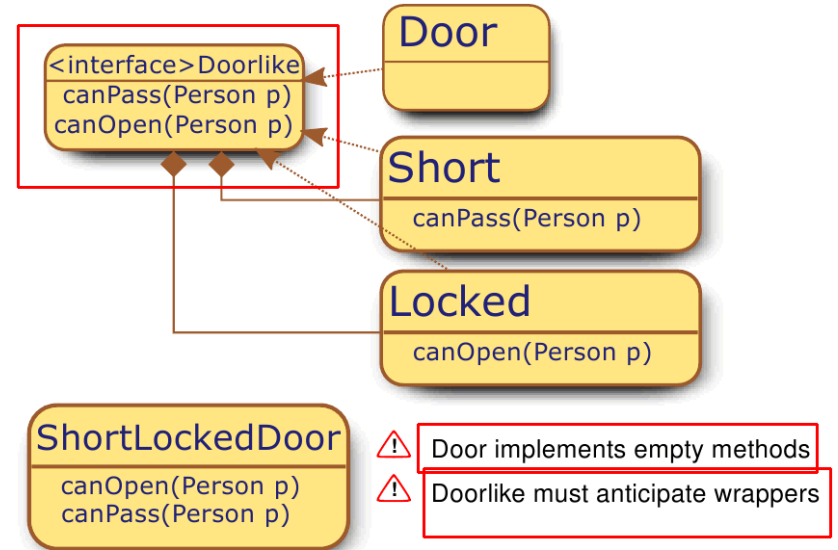 Door
<interface>Doorlike
canPass(Person p)
canOpen(Person p)
Short
canPass(Person p)
Locked
canOpen(Person p)
ShortLockedDoor
canOpen(Person p)
canPass(Person p)
Door implements empty methods
Doorlike must anticipate wrappers